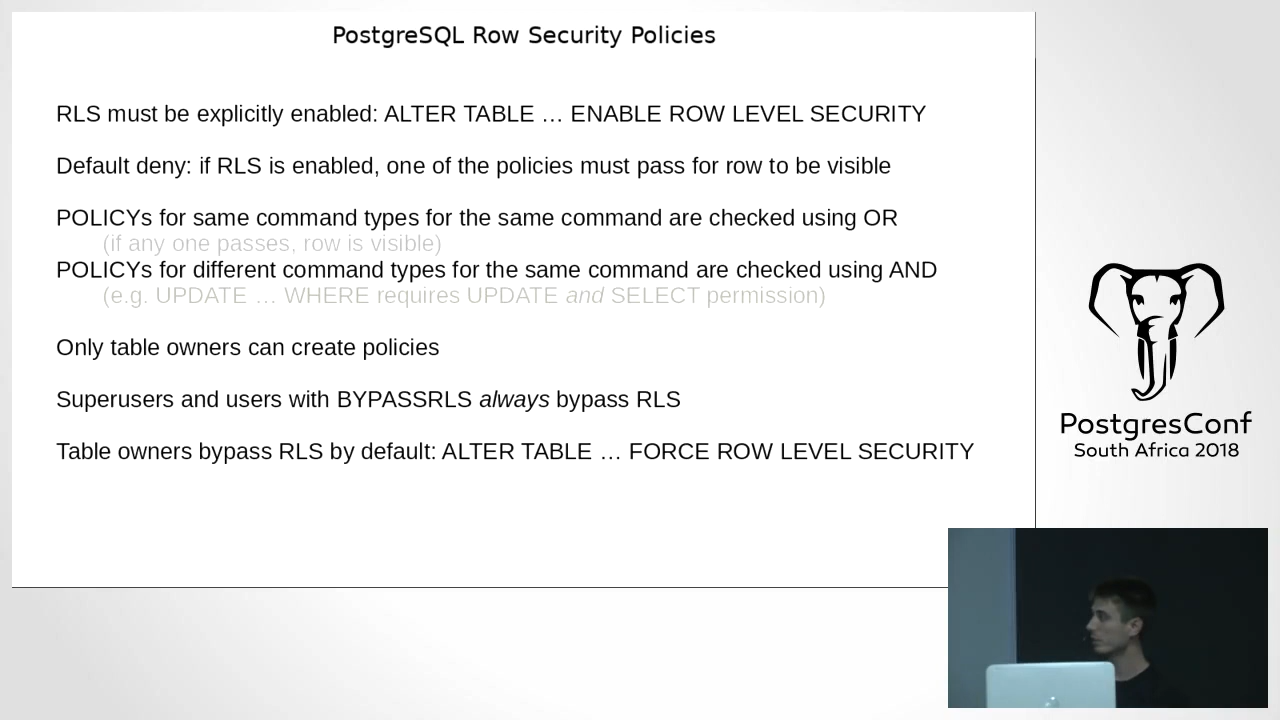 PostgreSQL Row Security Policies
RLS must be explicitly enabled: ALTER TABLE … ENABLE ROW LEVEL SECURITY
Default deny: if RLS is enabled, one of the policies must pass for row to be visible
POLICYs for same command types for the same command are checked using OR
(if any one passes, row is visible)
POLICYs for different command types for the same command are checked using AND
(e.g. UPDATE … WHERE requires UPDATE and SELECT permission)
Only table owners can create policies
Superusers and users with BYPASSRLS always bypass RLS
Table owners bypass RLS by default: ALTER TABLE … FORCE ROW LEVEL SECURITY
PostgresConf
South Africa 2018